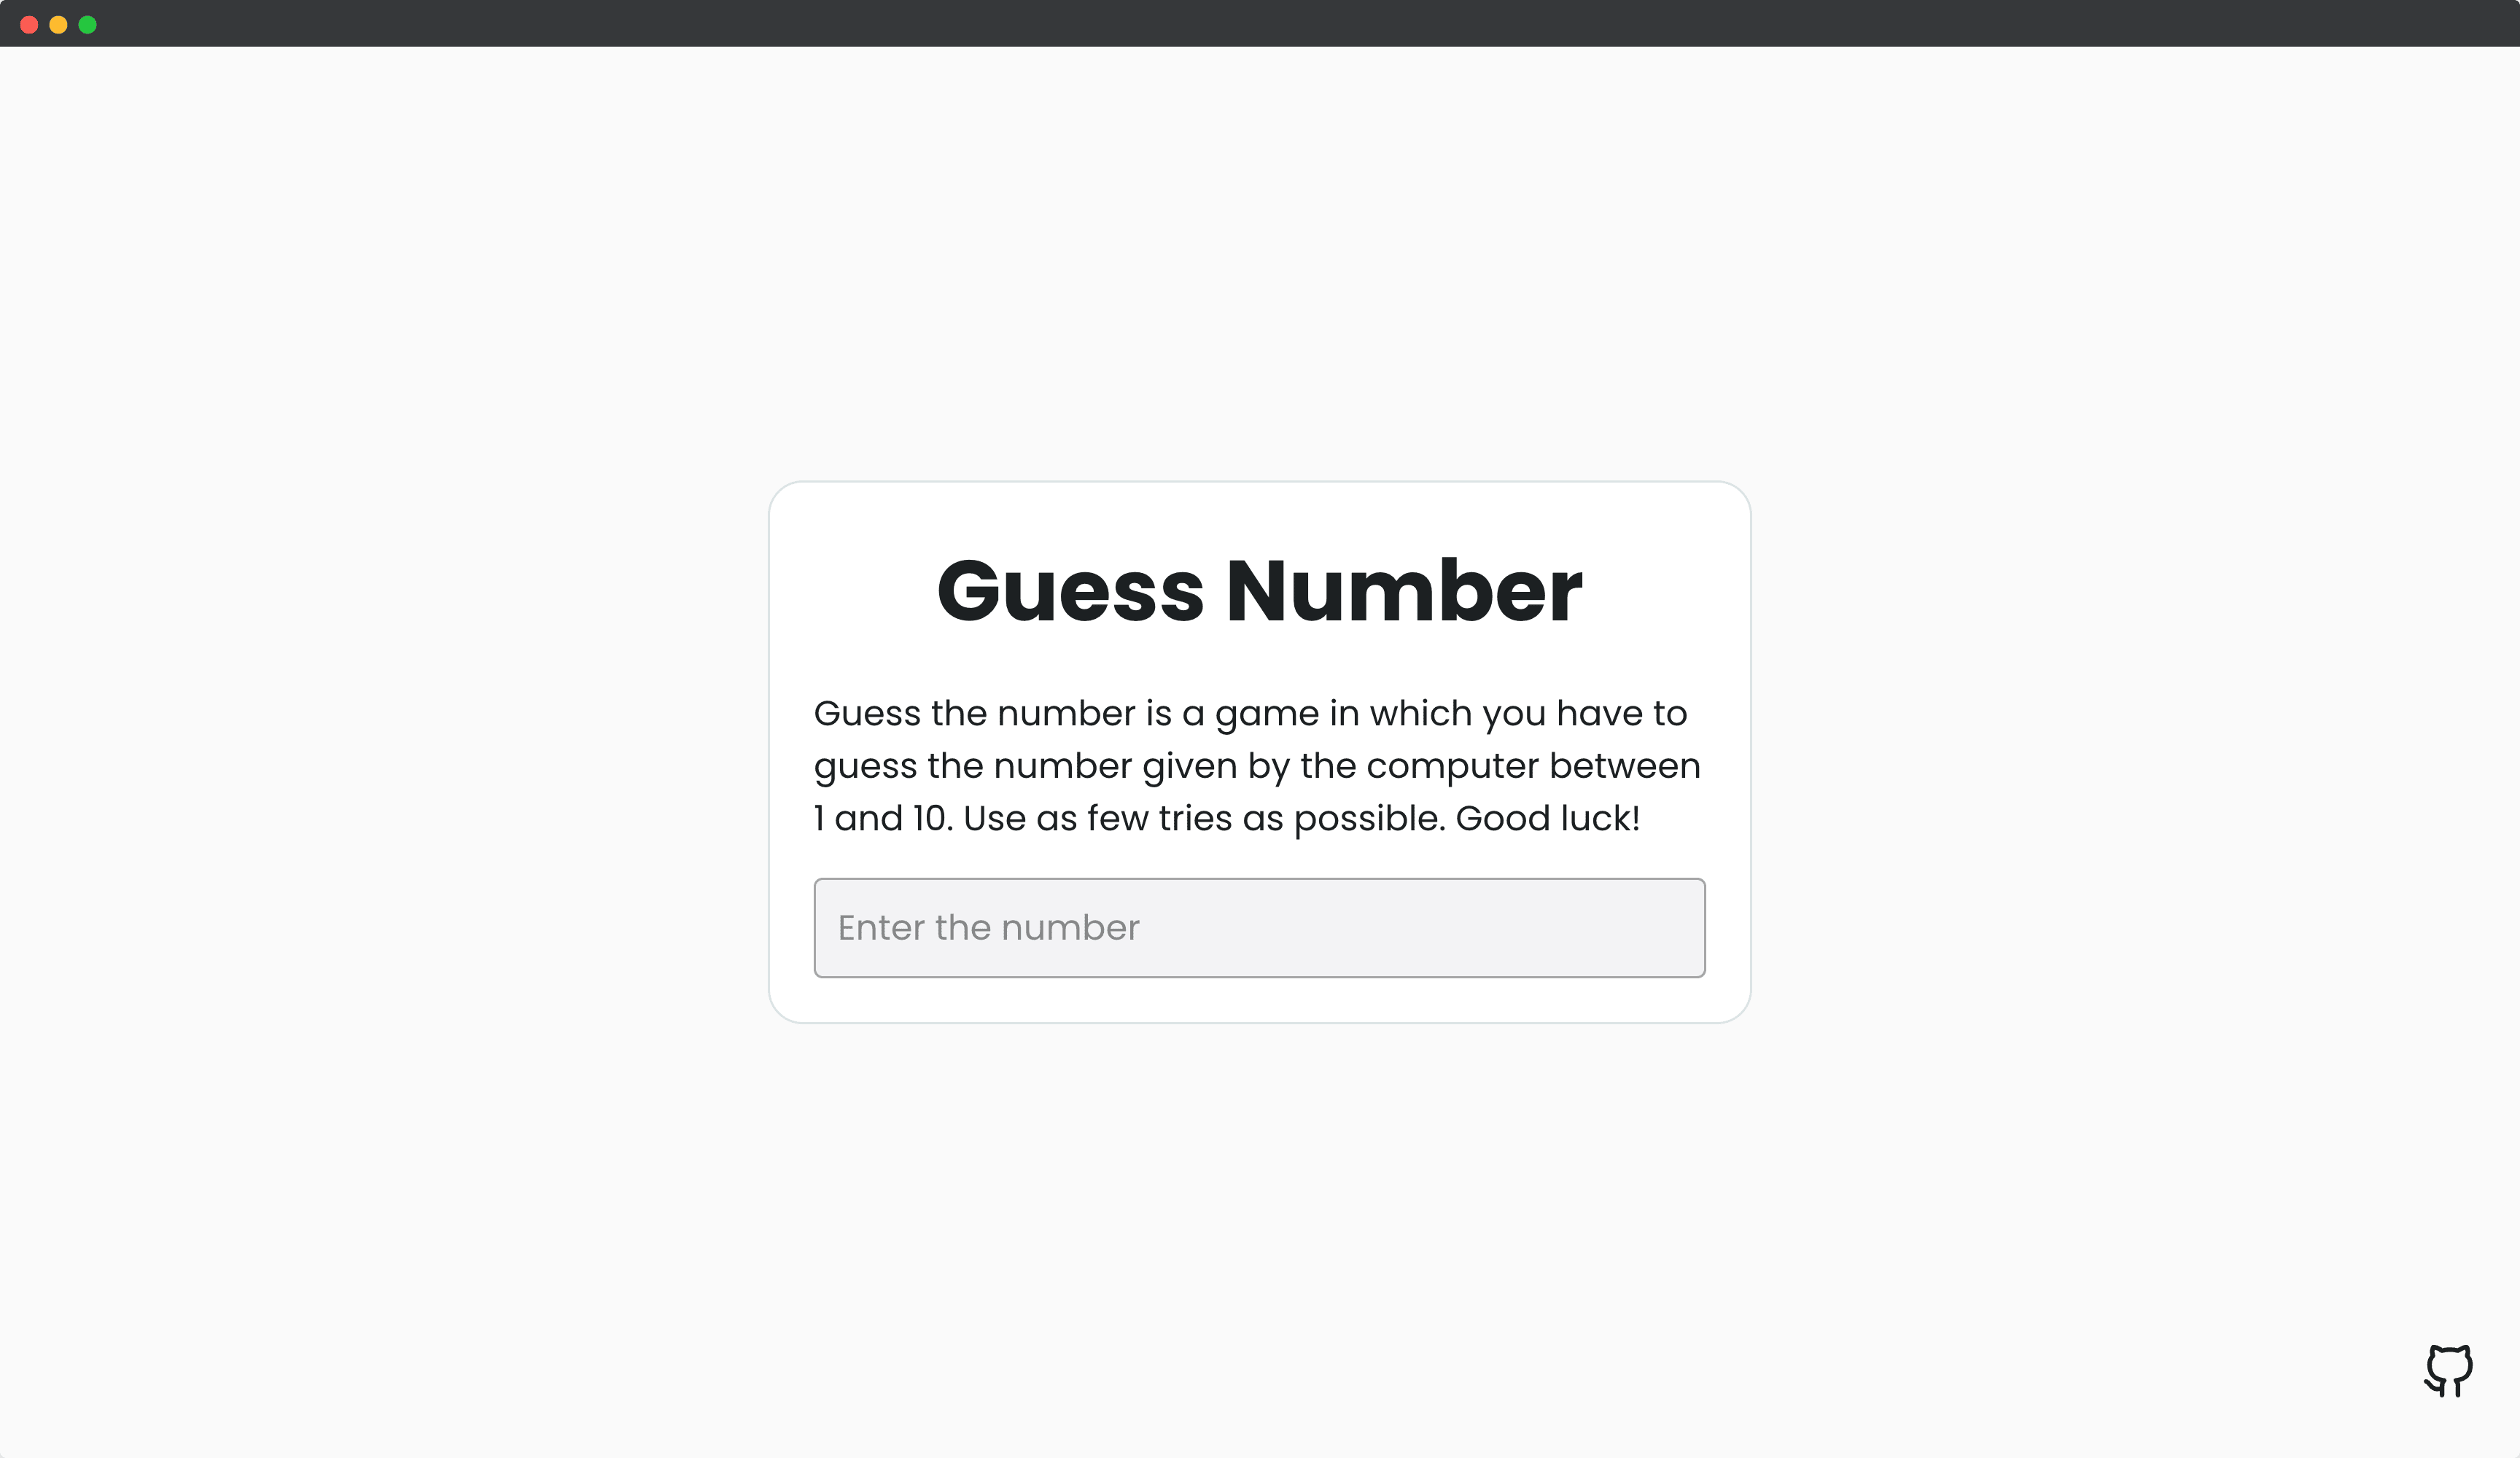 Guess Number
Guess the number is a game in which you have to
guess the number given by the computer between
1 and 10. Use as few tries as possible. Good luck!
Enter the number